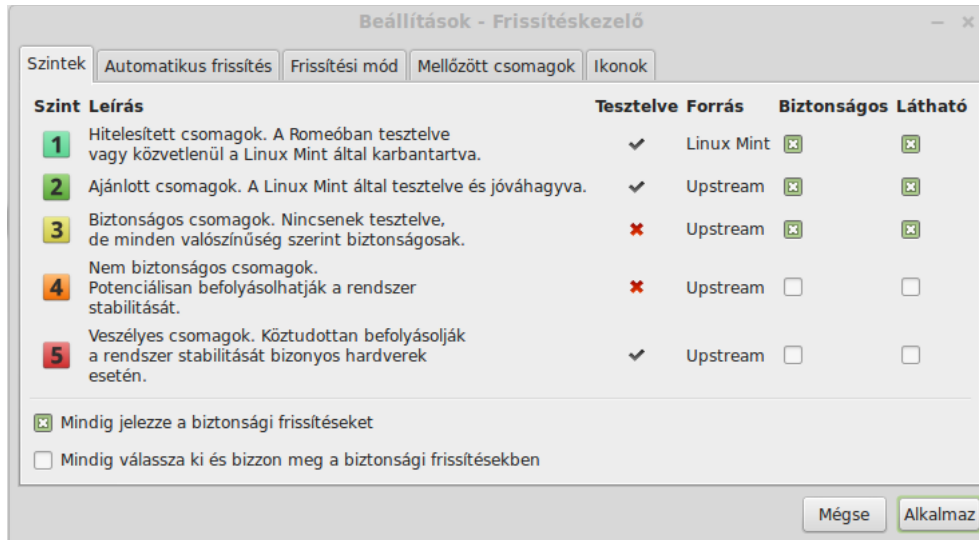 Beállítások - Frissítéskezelő
Szintek Automatikus frissítés Frissítési mód Mellőzött csomagok Ikonok
Szint Leírás Tesztelve Forrás Biztonságos Látható
1 Hitelesített csomagok. A Romeóban tesztelve
vagy közvetlenül a Linux Mint által karbantartva. Linux Mint
2 Ajánlott csomagok. A Linux Mint által tesztelve és jóváhagyva. Upstream
3 Biztonságos csomagok. Nincsenek tesztelve,
de minden valószínűség szerint biztonságosak. Upstream
4 Nem biztonságos csomagok.
Potenciálisan befolyásolhatják a rendszer Upstream
stabilitását.
5 Veszélyes csomagok. Köztudottan befolyásolják
a rendszer stabilitását bizonyos hardverek Upstream
esetén.
Mindig jelezze a biztonsági frissítéseket
Mindig válassza ki és bizzon meg a biztonsági frissítésekben
Mégse Alkalmaz